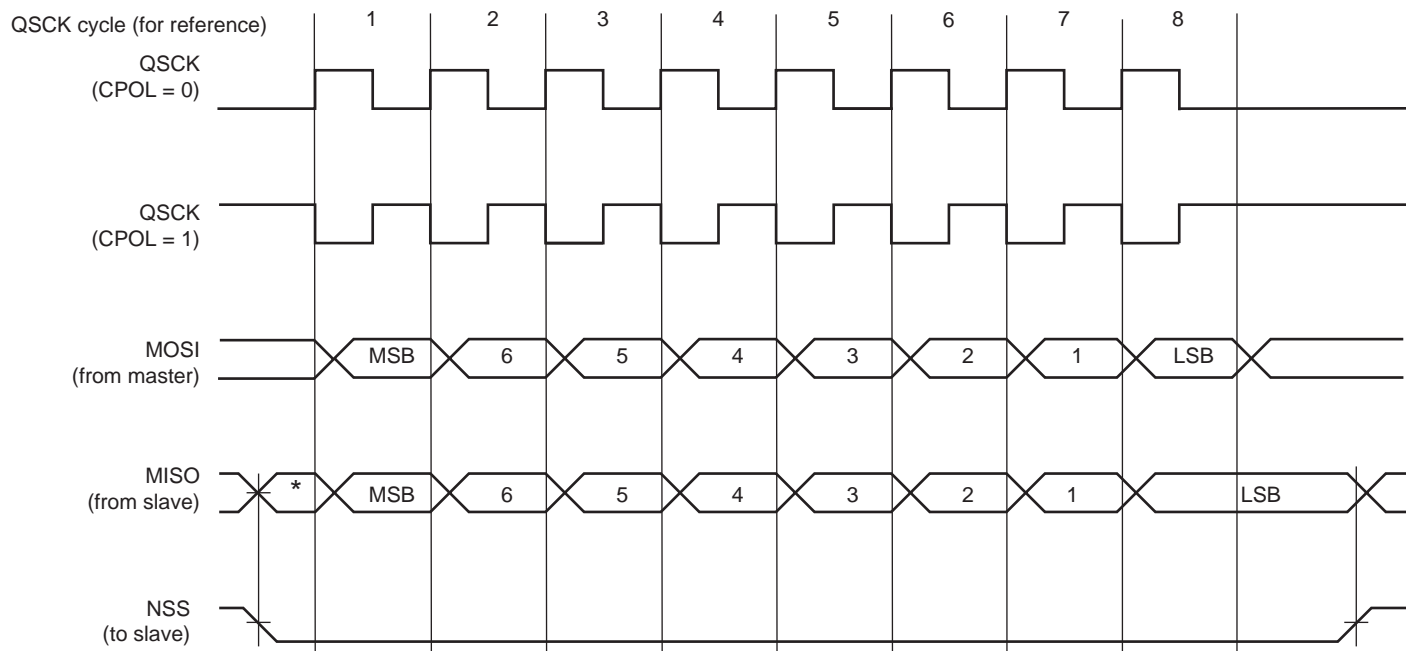 QSCK cycle (for reference)
1 2 3 4 5 6 7 8
QSCK
(CPOL = 0)
QSCK
(CPOL = 1)
MOSI
(from master)
MSB 6 5 4 3 2 1 LSB
MISO
(from slave)
* MSB 6 5 4 3 2 1 LSB
NSS
(to slave)